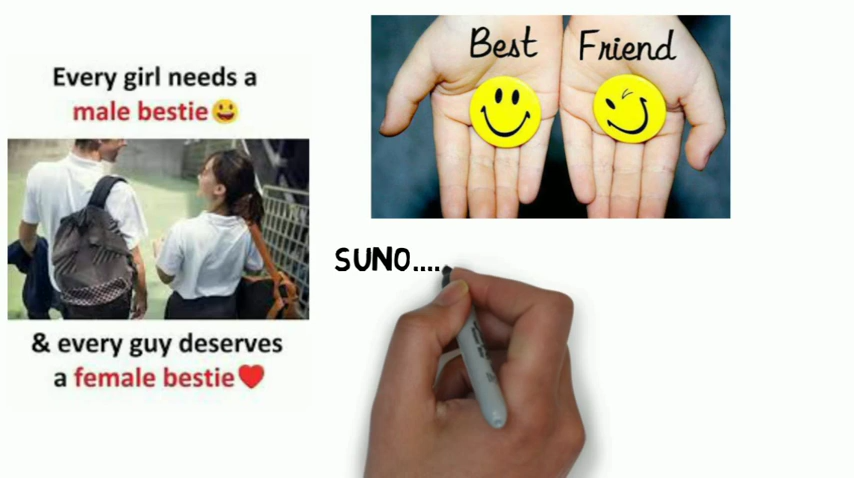 Every girl needs a
male bestie😃
& every guy deserves
a female bestie❤
Best Friend
SUNO....